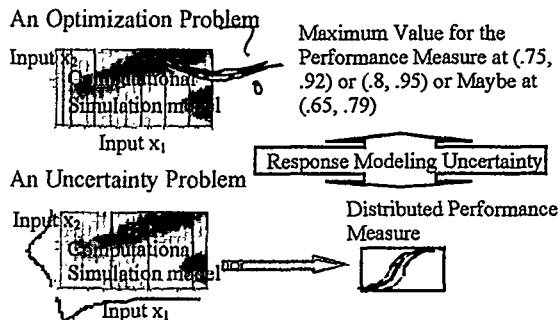 An Optimization Problem
Input x2
Computational
Simulation model
Input x1
Maximum Value for the
Performance Measure at (.75,
.92) or (.8, .95) or Maybe at
(.65, .79)
Response Modeling Uncertainty
An Uncertainty Problem
Input x2
Computational
Simulation model
Input x1
Distributed Performance
Measure